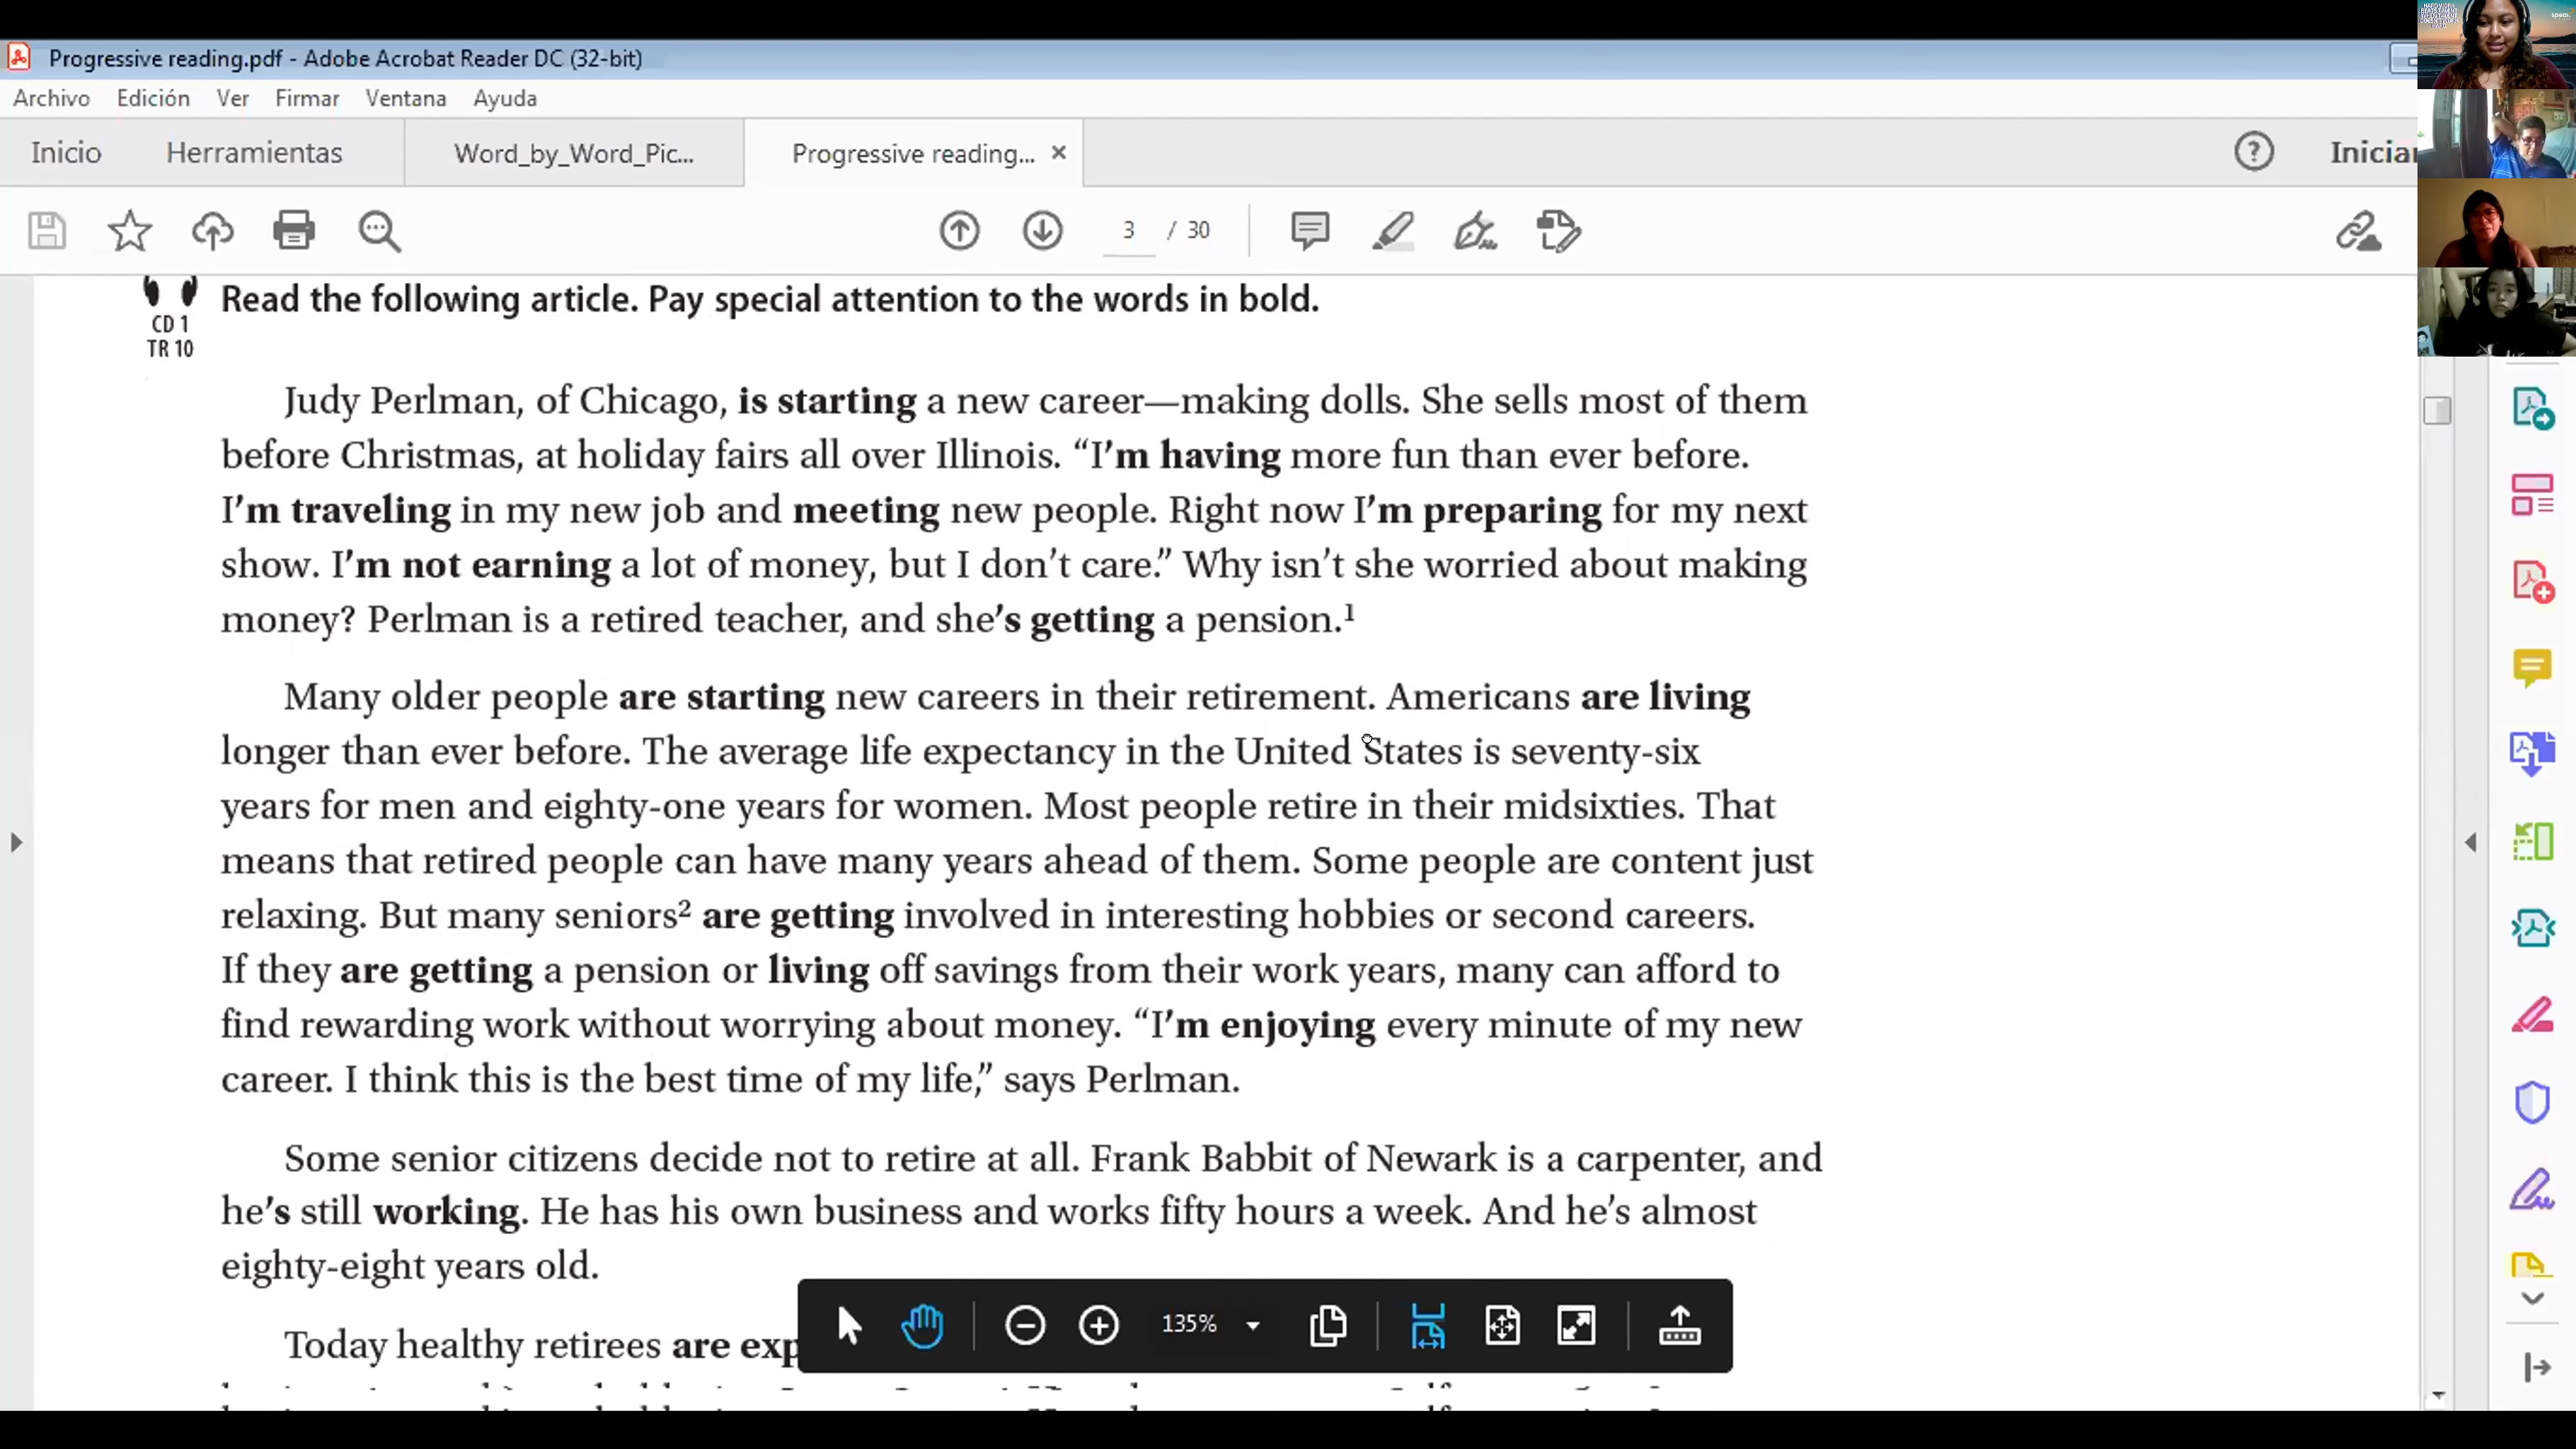 Progressive reading.pdf - Adobe Acrobat Reader DC (32-bit)
Archivo Edición Ver Firmar Ventana Ayuda
Inicio Herramientas Word_by_Word_Pic... Progressive reading... × ? Iniciar
3 / 30
Read the following article. Pay special attention to the words in bold.
CD 1
TR 10
Judy Perlman, of Chicago, is starting a new career—making dolls. She sells most of them
before Christmas, at holiday fairs all over Illinois. “I’m having more fun than ever before.
I’m traveling in my new job and meeting new people. Right now I’m preparing for my next
show. I’m not earning a lot of money, but I don’t care.” Why isn’t she worried about making
money? Perlman is a retired teacher, and she’s getting a pension.¹
Many older people are starting new careers in their retirement. Americans are living
longer than ever before. The average life expectancy in the United States is seventy-six
years for men and eighty-one years for women. Most people retire in their midsixties. That
means that retired people can have many years ahead of them. Some people are content just
relaxing. But many seniors² are getting involved in interesting hobbies or second careers.
If they are getting a pension or living off savings from their work years, many can afford to
find rewarding work without worrying about money. “I’m enjoying every minute of my new
career. I think this is the best time of my life,” says Perlman.
Some senior citizens decide not to retire at all. Frank Babbit of Newark is a carpenter, and
he’s still working. He has his own business and works fifty hours a week. And he’s almost
eighty-eight years old.
Today healthy retirees are exp
135%